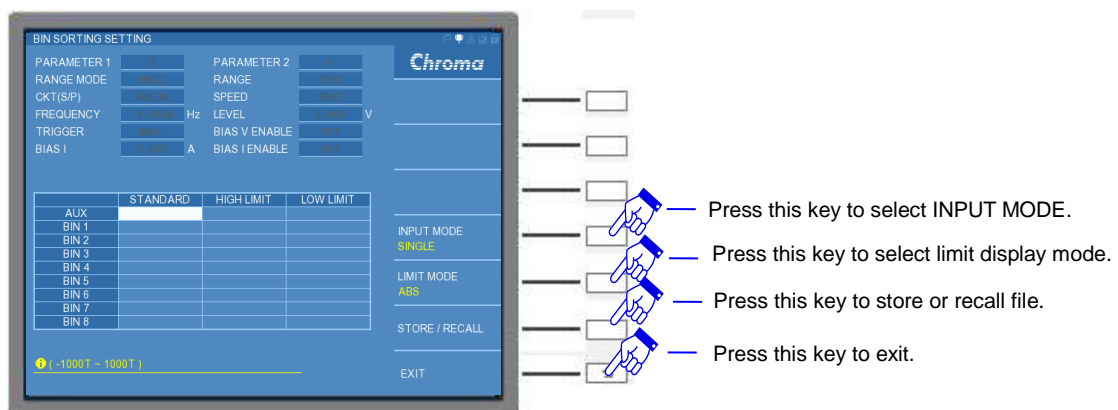 BIN SORTING SETTING
Chroma
PARAMETER 1 PARAMETER 2
RANGE MODE RANGE
CKT(S/P) SPEED
FREQUENCY Hz LEVEL V
TRIGGER BIAS V ENABLE
BIAS I A BIAS I ENABLE
STANDARD HIGH LIMIT LOW LIMIT
AUX
BIN 1
BIN 2
BIN 3
BIN 4
BIN 5
BIN 6
BIN 7
BIN 8
( -1000T ~ 1000T )
INPUT MODE
SINGLE
LIMIT MODE
ABS
STORE / RECALL
EXIT
Press this key to select INPUT MODE.
Press this key to select limit display mode.
Press this key to store or recall file.
Press this key to exit.